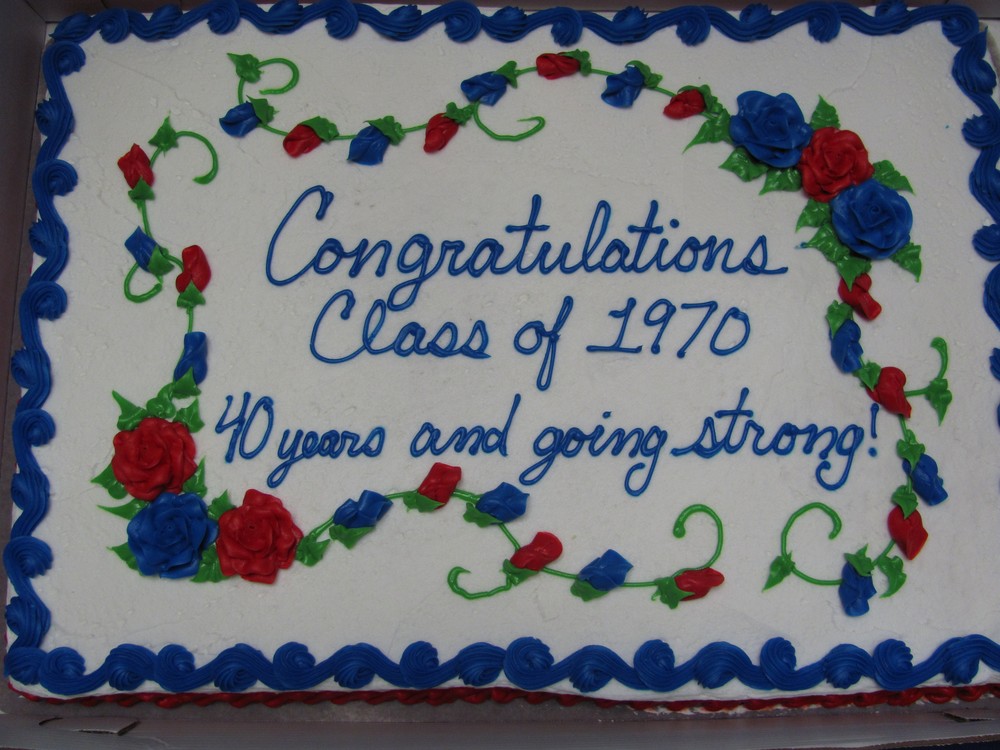 Congratulations
Class of 1970
40 years and going strong!